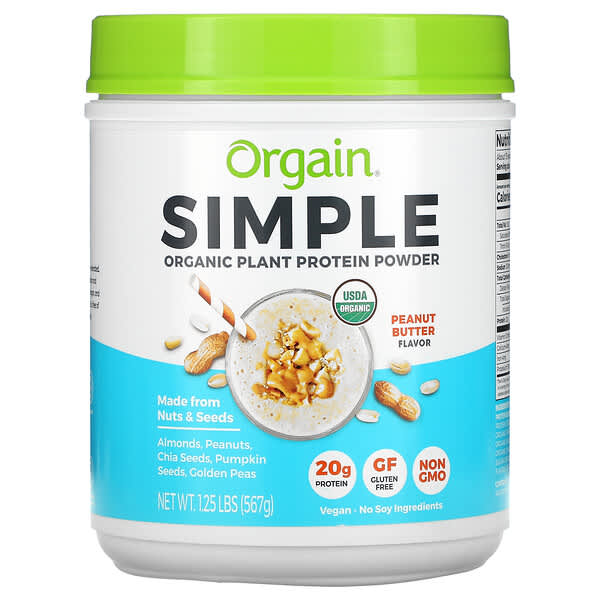 Orgain®
SIMPLE
ORGANIC PLANT PROTEIN POWDER
USDA
ORGANIC
PEANUT
BUTTER
FLAVOR
Made from
Nuts & Seeds
Almonds, Peanuts,
Chia Seeds, Pumpkin
Seeds, Golden Peas
20g
PROTEIN
GF
GLUTEN
FREE
NON
GMO
NET WT. 1.25 LBS (567g)
Vegan - No Soy Ingredients